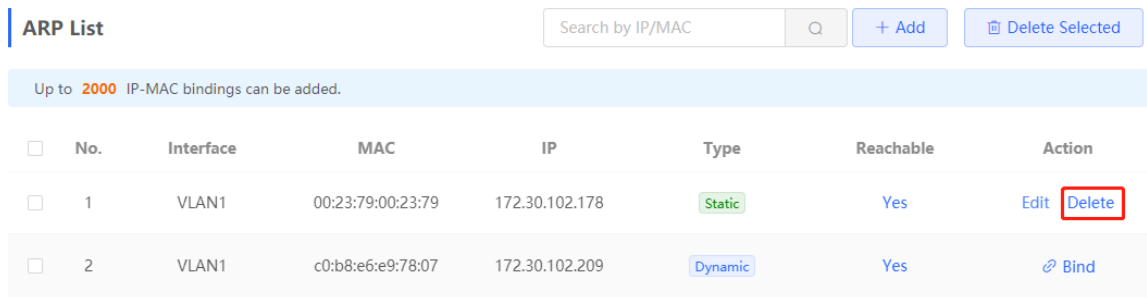 ARP List Search by IP/MAC + Add Delete Selected
Up to 2000 IP-MAC bindings can be added.
No. Interface MAC IP Type Reachable Action
1 VLAN1 00:23:79:00:23:79 172.30.102.178 Static Yes Edit Delete
2 VLAN1 c0:b8:e6:e9:78:07 172.30.102.209 Dynamic Yes Bind